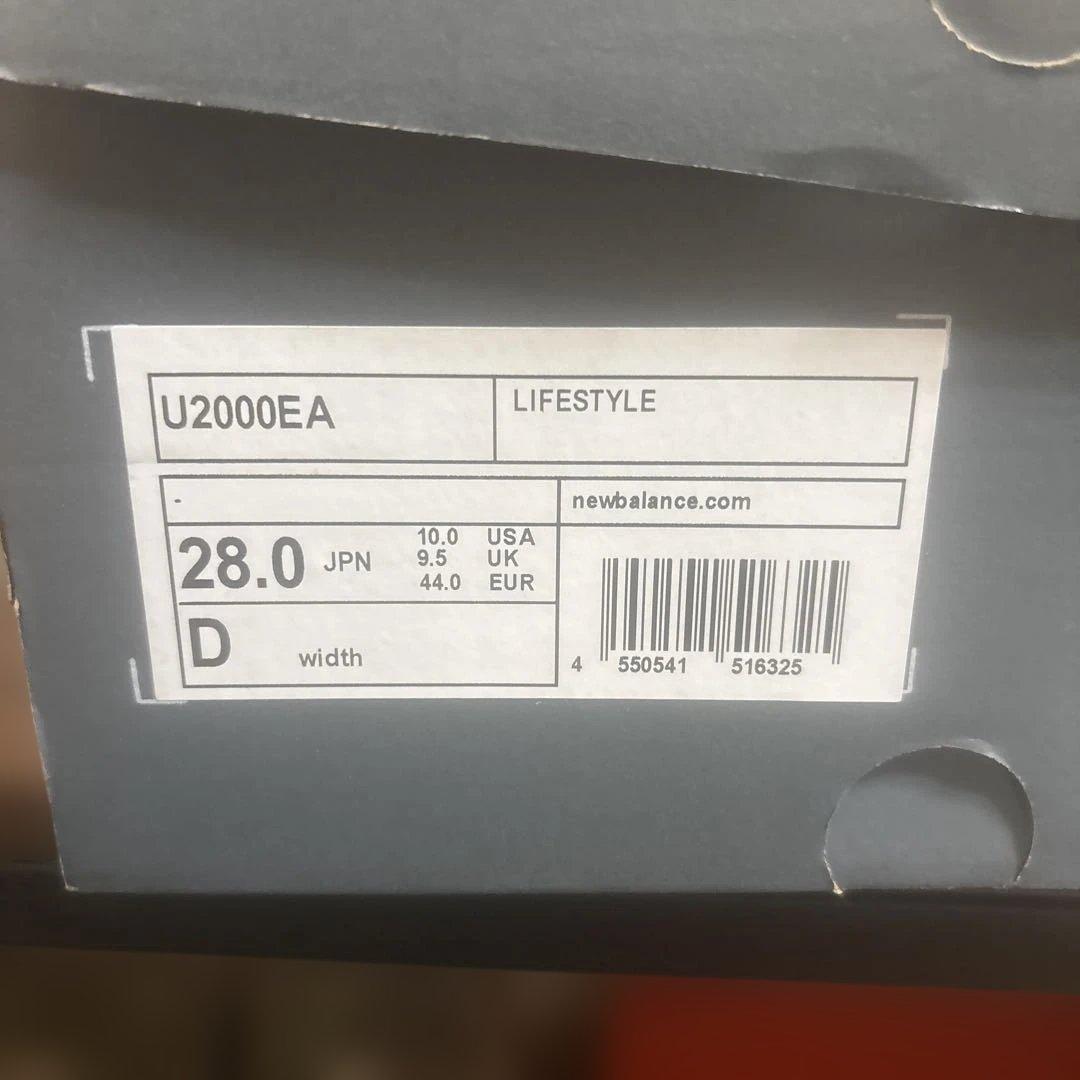 U2000EA
LIFESTYLE
-
newbalance.com
28.0 JPN
10.0 USA
9.5 UK
44.0 EUR
D width
4 550541 516325